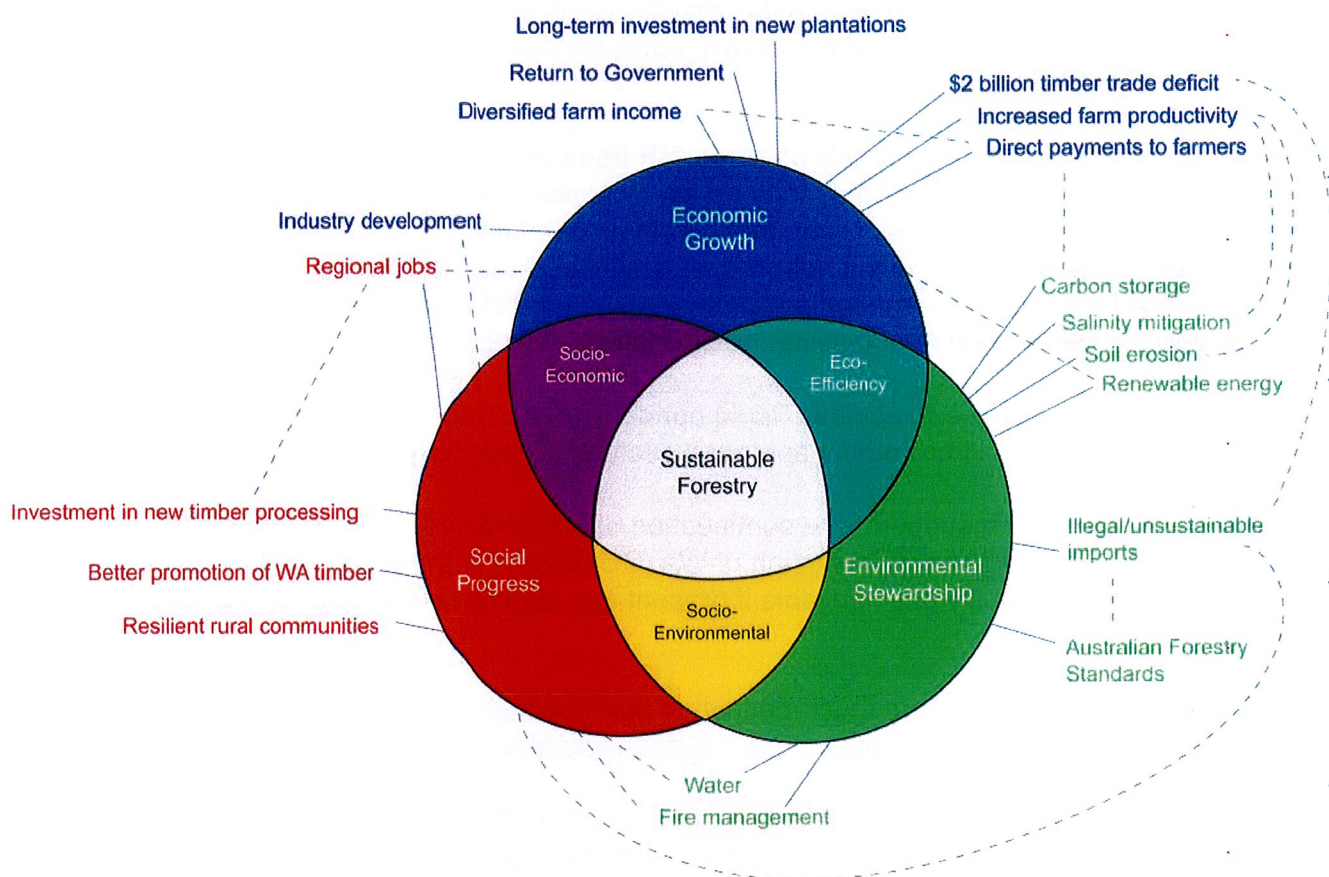 Long-term investment in new plantations
Return to Government
$2 billion timber trade deficit
Diversified farm income
Increased farm productivity
Direct payments to farmers
Industry development
Economic
Growth
Regional jobs
Carbon storage
Salinity mitigation
Socio-
Economic
Eco-
Efficiency
Soil erosion
Renewable energy
Sustainable
Forestry
Investment in new timber processing
Illegal/unsustainable
imports
Social
Progress
Environmental
Stewardship
Better promotion of WA timber
Socio-
Environmental
Resilient rural communities
Australian Forestry
Standards
Water
Fire management